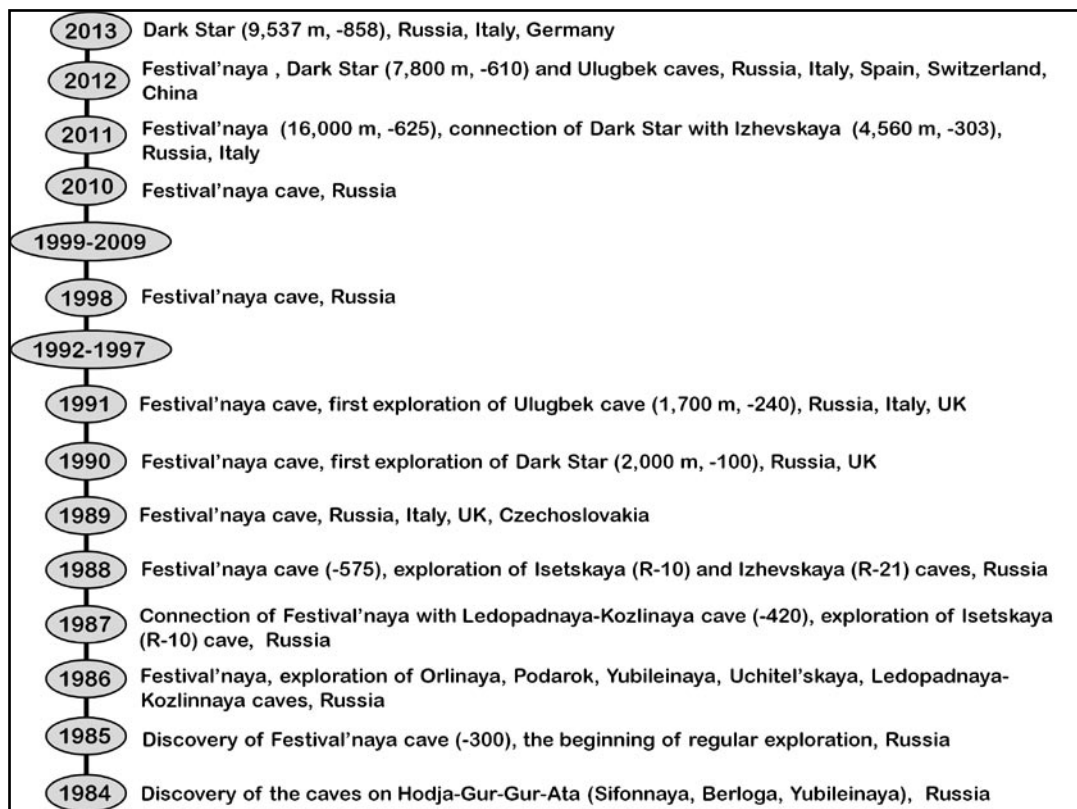 2013 Dark Star (9,537 m, -858), Russia, Italy, Germany
2012 Festival'naya , Dark Star (7,800 m, -610) and Ulugbek caves, Russia, Italy, Spain, Switzerland,
China
2011 Festival'naya (16,000 m, -625), connection of Dark Star with Izhevskaya (4,560 m, -303),
Russia, Italy
2010 Festival'naya cave, Russia
1999-2009
1998 Festival'naya cave, Russia
1992-1997
1991 Festival'naya cave, first exploration of Ulugbek cave (1,700 m, -240), Russia, Italy, UK
1990 Festival'naya cave, first exploration of Dark Star (2,000 m, -100), Russia, UK
1989 Festival'naya cave, Russia, Italy, UK, Czechoslovakia
1988 Festival'naya cave (-575), exploration of Isetskaya (R-10) and Izhevskaya (R-21) caves, Russia
1987 Connection of Festival'naya with Ledopadnaya-Kozlinaya cave (-420), exploration of Isetskaya
(R-10) cave, Russia
1986 Festival'naya, exploration of Orlinaya, Podarok, Yubileinaya, Uchitel'skaya, Ledopadnaya-
Kozlinnaya caves, Russia
1985 Discovery of Festival'naya cave (-300), the beginning of regular exploration, Russia
1984 Discovery of the caves on Hodja-Gur-Gur-Ata (Sifonnaya, Berloga, Yubileinaya), Russia